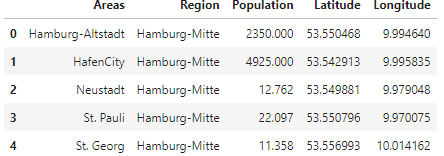 Areas Region Population Latitude Longitude
0 Hamburg-Altstadt Hamburg-Mitte 2350.000 53.550468 9.994640
1 HafenCity Hamburg-Mitte 4925.000 53.542913 9.995835
2 Neustadt Hamburg-Mitte 12.762 53.549881 9.979048
3 St. Pauli Hamburg-Mitte 22.097 53.550796 9.970075
4 St. Georg Hamburg-Mitte 11.358 53.556993 10.014162